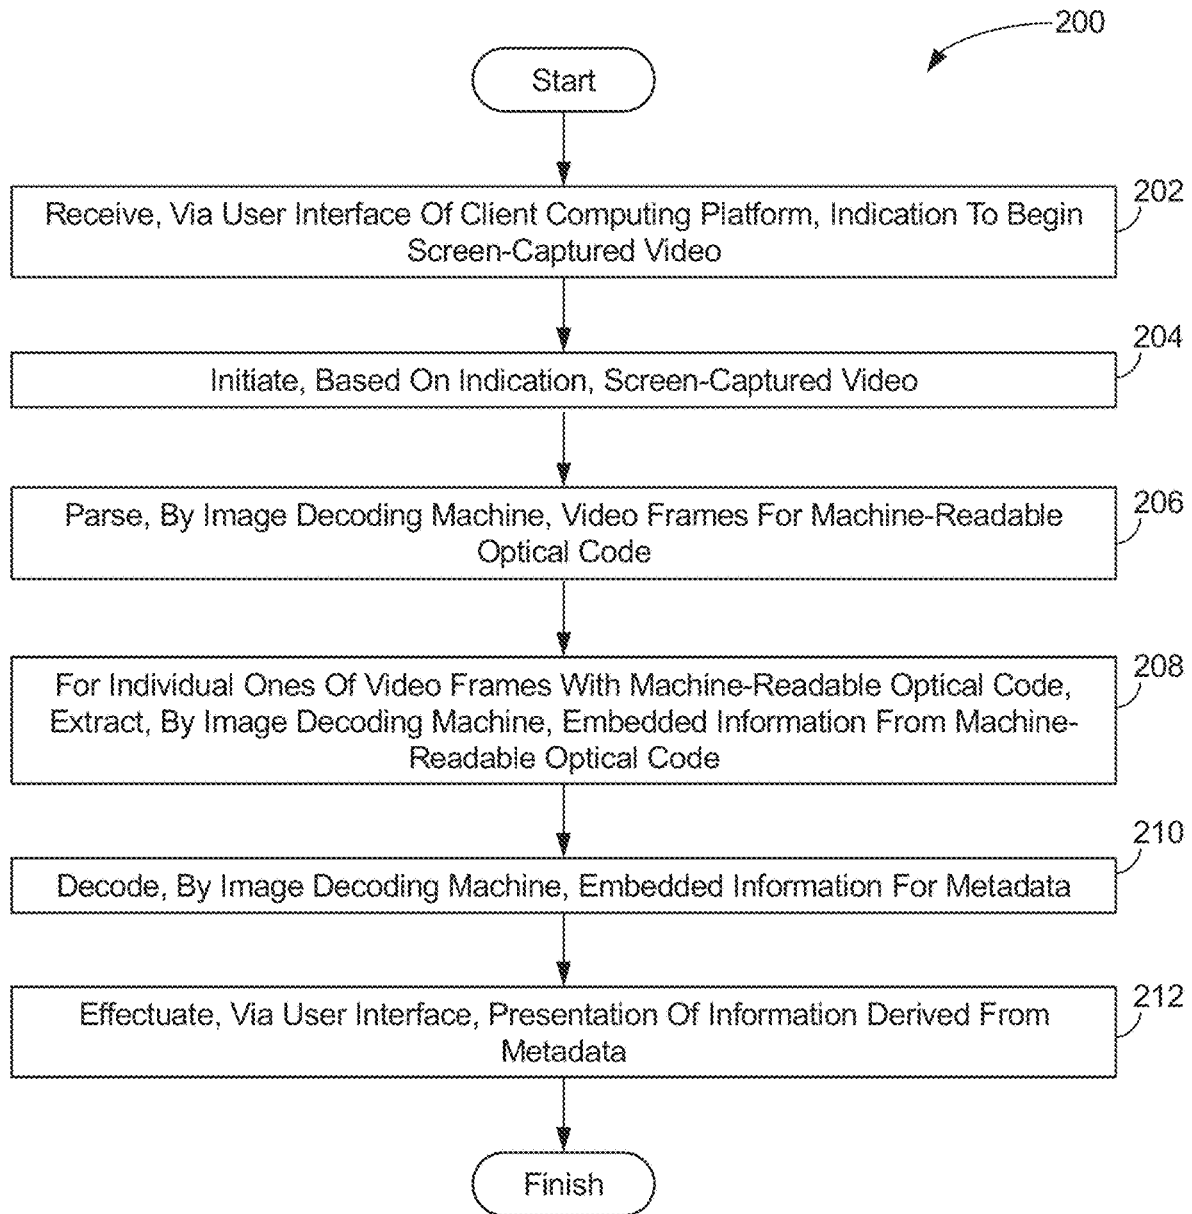 200
Start
202
Receive, Via User Interface Of Client Computing Platform, Indication To Begin
Screen-Captured Video
204
Initiate, Based On Indication, Screen-Captured Video
206
Parse, By Image Decoding Machine, Video Frames For Machine-Readable
Optical Code
208
For Individual Ones Of Video Frames With Machine-Readable Optical Code,
Extract, By Image Decoding Machine, Embedded Information From Machine-
Readable Optical Code
210
Decode, By Image Decoding Machine, Embedded Information For Metadata
212
Effectuate, Via User Interface, Presentation Of Information Derived From
Metadada
Finish